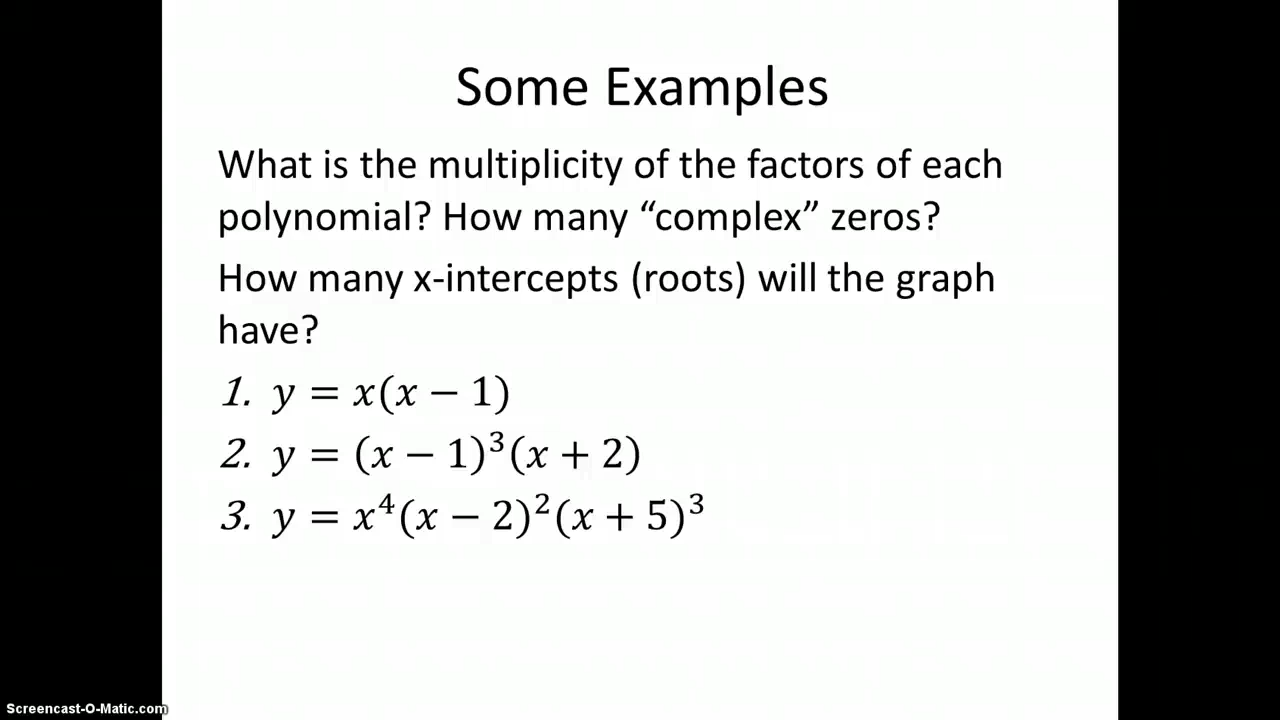 Some Examples
What is the multiplicity of the factors of each
polynomial? How many “complex” zeros?
How many x-intercepts (roots) will the graph
have?
1. y = x(x − 1)
2. y = (x − 1)³(x + 2)
3. y = x⁴(x − 2)²(x + 5)³
Screencast-O-Matic.com